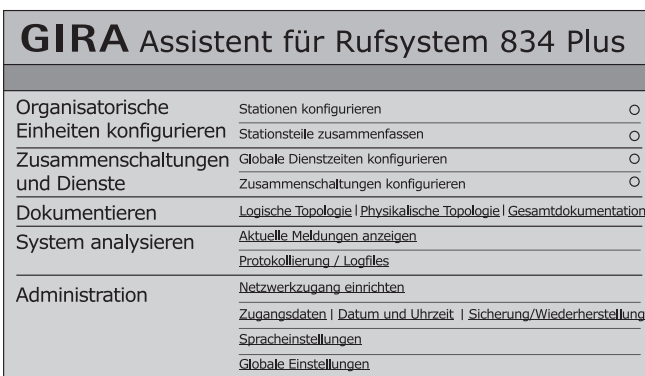 GIRA Assistent für Rufsystem 834 Plus
Organisatorische
Einheiten konfigurieren
Stationen konfigurieren
Stationsteile zusammenfassen
Zusammenschaltungen
und Dienste
Globale Dienstzeiten konfigurieren
Zusammenschaltungen konfigurieren
Dokumentieren
Logische Topologie | Physikalische Topologie | Gesamtdokumentation
System analysieren
Aktuelle Meldungen anzeigen
Protokollierung / Logfiles
Administration
Netzwerkzugang einrichten
Zugangsdaten | Datum und Uhrzeit | Sicherung/Wiederherstellung
Spracheinstellungen
Globale Einstellungen